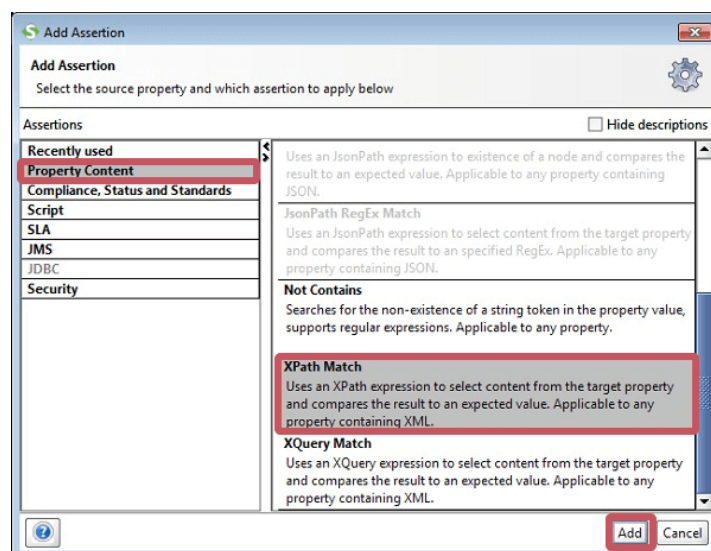 Add Assertion
Add Assertion
Select the source property and which assertion to apply below
Assertions
Hide descriptions
Recently used
Property Content
Compliance, Status and Standards
Script
SLA
JMS
JDBC
Security
Uses an JsonPath expression to existence of a node and compares the
result to an expected value. Applicable to any property containing
JSON.
JsonPath RegEx Match
Uses an JsonPath expression to select content from the target property
and compares the result to an specified RegEx. Applicable to any
property containing JSON.
Not Contains
Searches for the non-existence of a string token in the property value,
supports regular expressions. Applicable to any property.
XPath Match
Uses an XPath expression to select content from the target property
and compares the result to an expected value. Applicable to any
property containing XML.
XQuery Match
Uses an XQuery expression to select content from the target property
and compares the result to an expected value. Applicable to any
property containing XML.
Add
Cancel